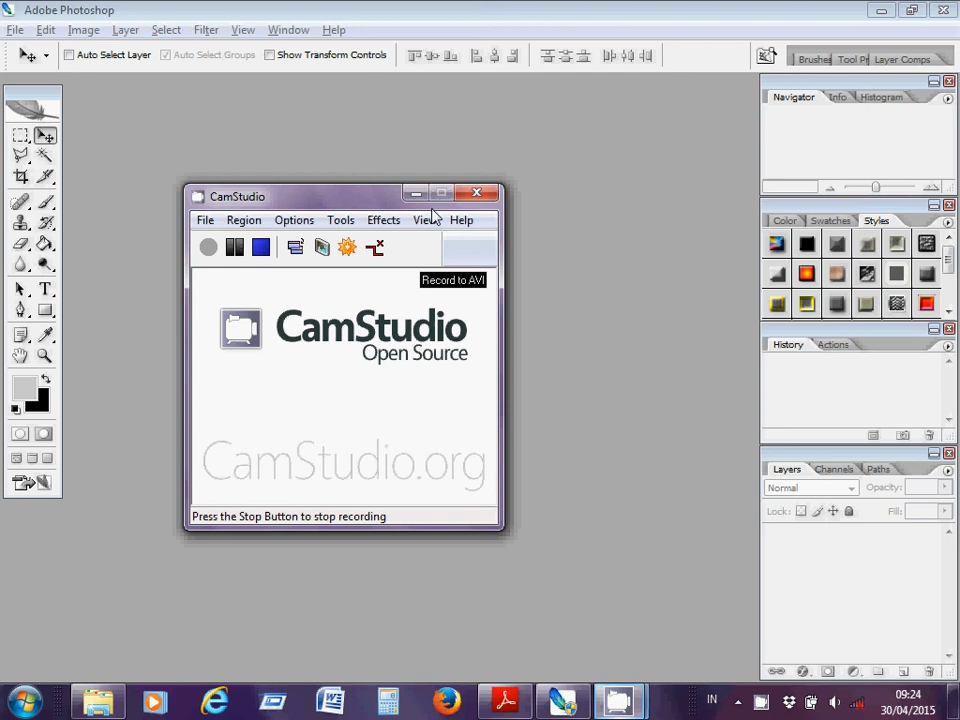 Adobe Photoshop
File Edit Image Layer Select Filter View Window Help
Auto Select Layer Auto Select Groups Show Transform Controls
Brushes Tool Pr Layer Comps
Navigator Info Histogram
CamStudio
File Region Options Tools Effects View Help
Color Swatches Styles
Record to AVI
CamStudio
Open Source
History Actions
CamStudio.org
Layers Channels Paths
Normal Opacity:
Lock: Fill:
Press the Stop Button to stop recording
IN
09:24
30/04/2015